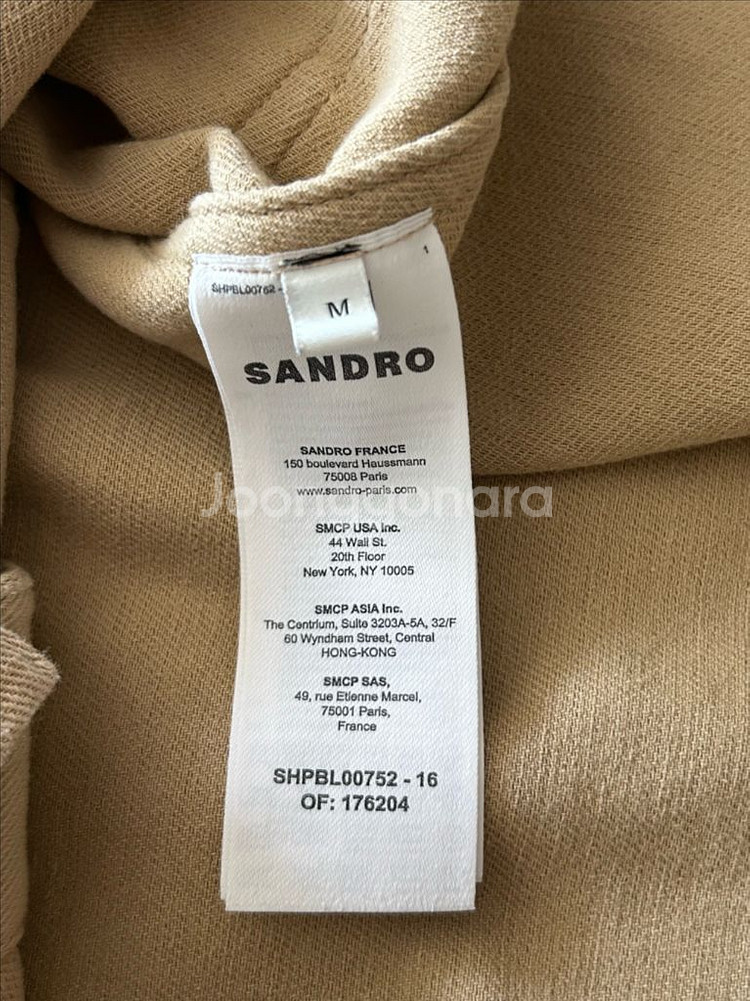 1
SHPBL00752 -
M
SANDRO
SANDRO FRANCE
150 boulevard Haussmann
75008 Paris
www.sandro-paris.com
Joonggonara
SMCP USA Inc.
44 Wall St.
20th Floor
New York, NY 10005
SMCP ASIA Inc.
The Centrium, Suite 3203A-5A, 32/F
60 Wyndham Street, Central
HONG-KONG
SMCP SAS,
49, rue Etienne Marcel,
75001 Paris,
France
SHPBL00752 - 16
OF: 176204